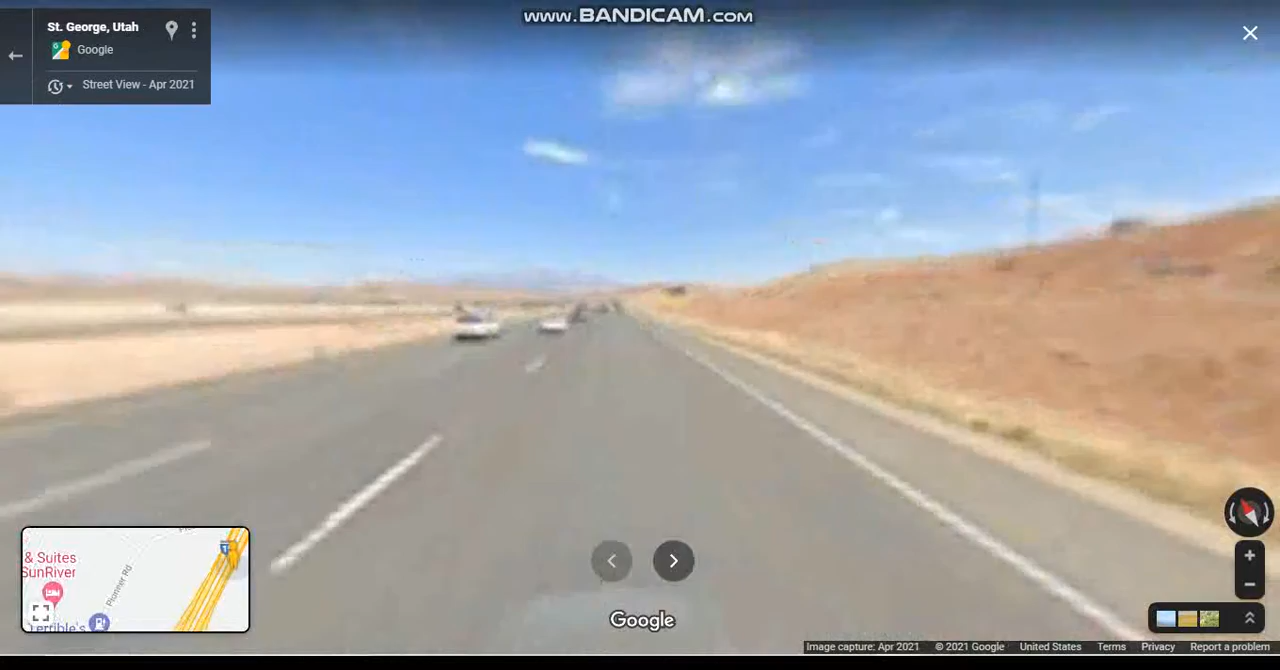 www.BANDICAM.com
St. George, Utah
Google
Street View - Apr 2021
& Suites
SunRiver
Pioneer Rd
Terrible's
Google
Image capture: Apr 2021 © 2021 Google United States Terms Privacy Report a problem